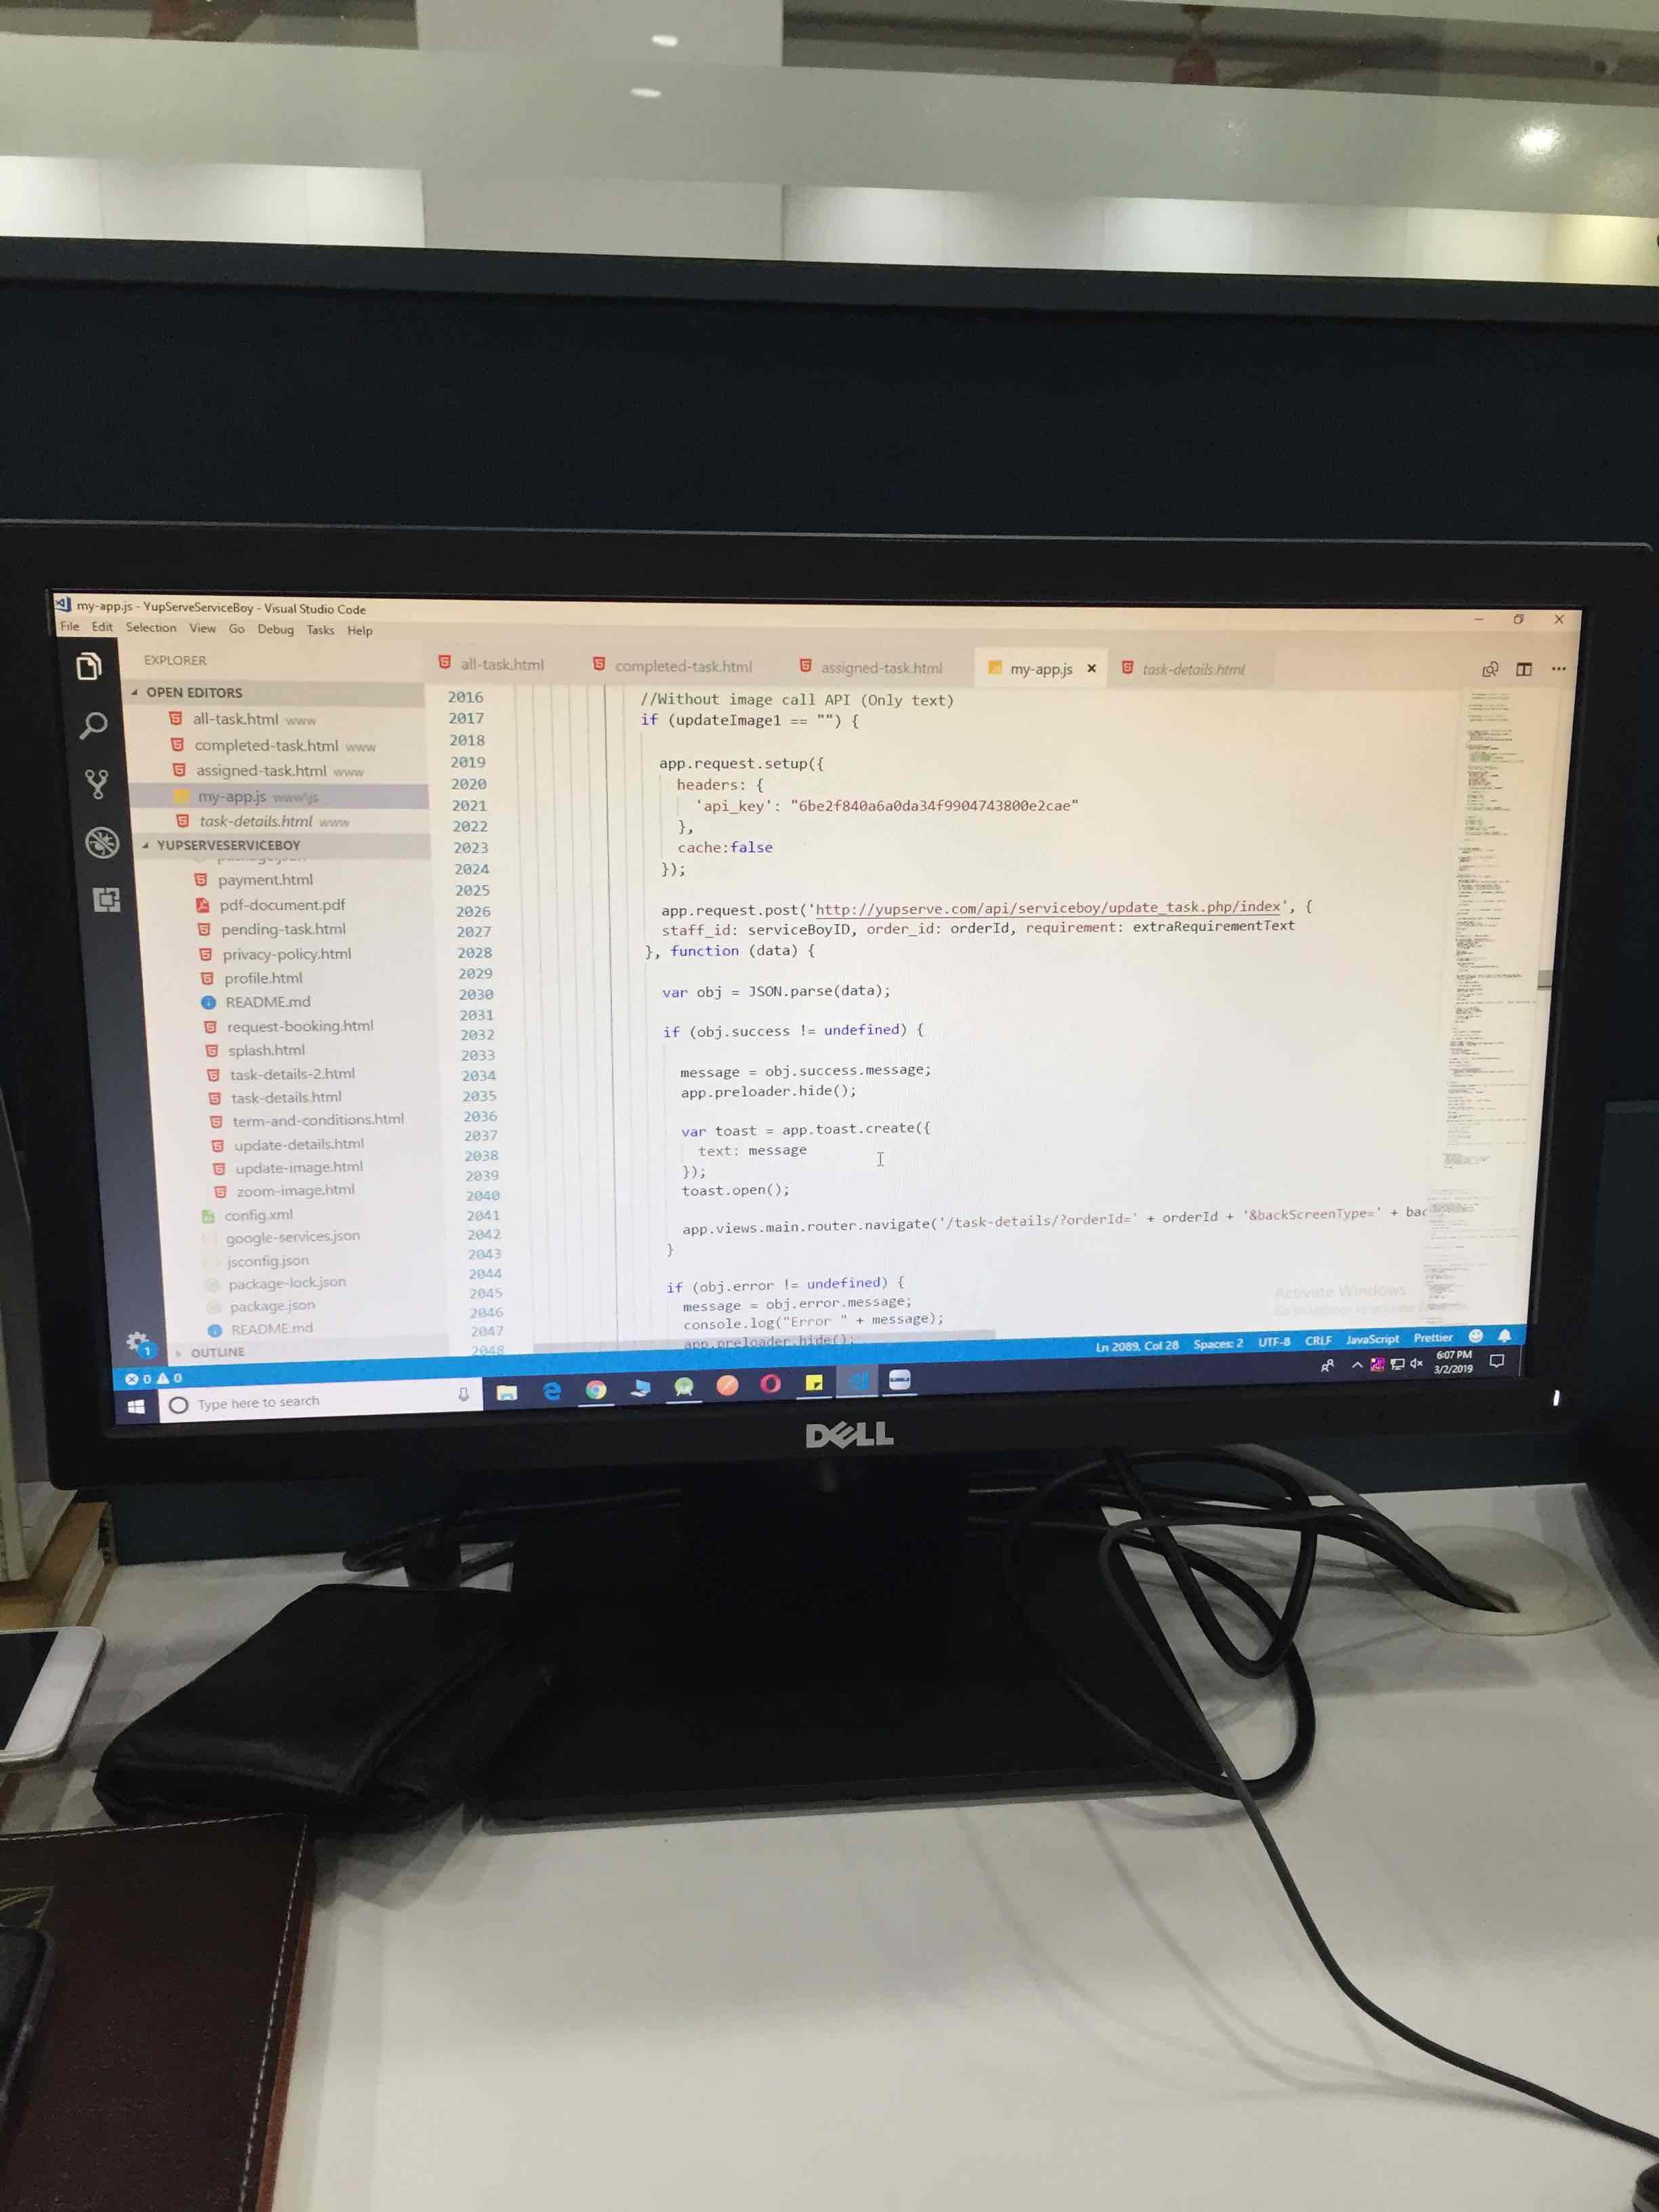 my-app.js - YupServeServiceBoy - Visual Studio Code
File Edit Selection View Go Debug Tasks Help
EXPLORER
OPEN EDITORS
all-task.html www
completed-task.html www
assigned-task.html www
my-app.js www\js
task-details.html www
YUPSERVESERVICEBOY
package.json
payment.html
pdf-document.pdf
pending-task.html
privacy-policy.html
profile.html
README.md
request-booking.html
splash.html
task-details-2.html
task-details.html
term-and-conditions.html
update-details.html
update-image.html
zoom-image.html
config.xml
google-services.json
jsconfig.json
package-lock.json
package.json
README.md
OUTLINE
all-task.html completed-task.html assigned-task.html my-app.js × task-details.html
2016 //Without image call API (Only text)
2017 if (updateImage1 == "") {
2018
2019 app.request.setup({
2020 headers: {
2021 'api_key': "6be2f840a6a0da34f9904743800e2cae"
2022 },
2023 cache:false
2024 });
2025
2026 app.request.post('http://yupserve.com/api/serviceboy/update_task.php/index', {
2027 staff_id: serviceBoyID, order_id: orderId, requirement: extraRequirementText
2028 }, function (data) {
2029
2030 var obj = JSON.parse(data);
2031
2032 if (obj.success != undefined) {
2033
2034 message = obj.success.message;
2035 app.preloader.hide();
2036
2037 var toast = app.toast.create({
2038 text: message
2039 });
2040 toast.open();
2041
2042 app.views.main.router.navigate('/task-details/?orderId=' + orderId + '&backScreenType=' + bac
2043 }
2044
2045 if (obj.error != undefined) {
2046 message = obj.error.message;
2047 console.log("Error " + message);
2048 app.preloader.hide();
Activate Windows
1
0 0
Ln 2089, Col 28 Spaces: 2 UTF-8 CRLF JavaScript Prettier
Type here to search
6:07 PM
3/2/2019
DELL